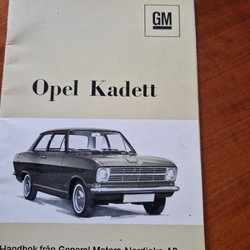 GM
Opel Kadett
Handbok från General Motors Nordiska AB